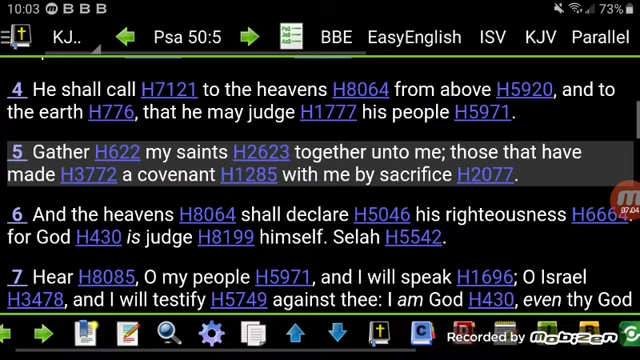 10:03 M B B B 73%
KJ.. Psa 50:5 BBE EasyEnglish ISV KJV Parallel
4 He shall call H7121 to the heavens H8064 from above H5920, and to
the earth H776, that he may judge H1777 his people H5971.
5 Gather H622 my saints H2623 together unto me; those that have
made H3772 a covenant H1285 with me by sacrifice H2077.
6 And the heavens H8064 shall declare H5046 his righteousness H6664
for God H430 is judge H8199 himself. Selah H5542.
7 Hear H8085, O my people H5971, and I will speak H1696; O Israel
H3478, and I will testify H5749 against thee: I am God H430, even thy God
07:04
Recorded by mobizen